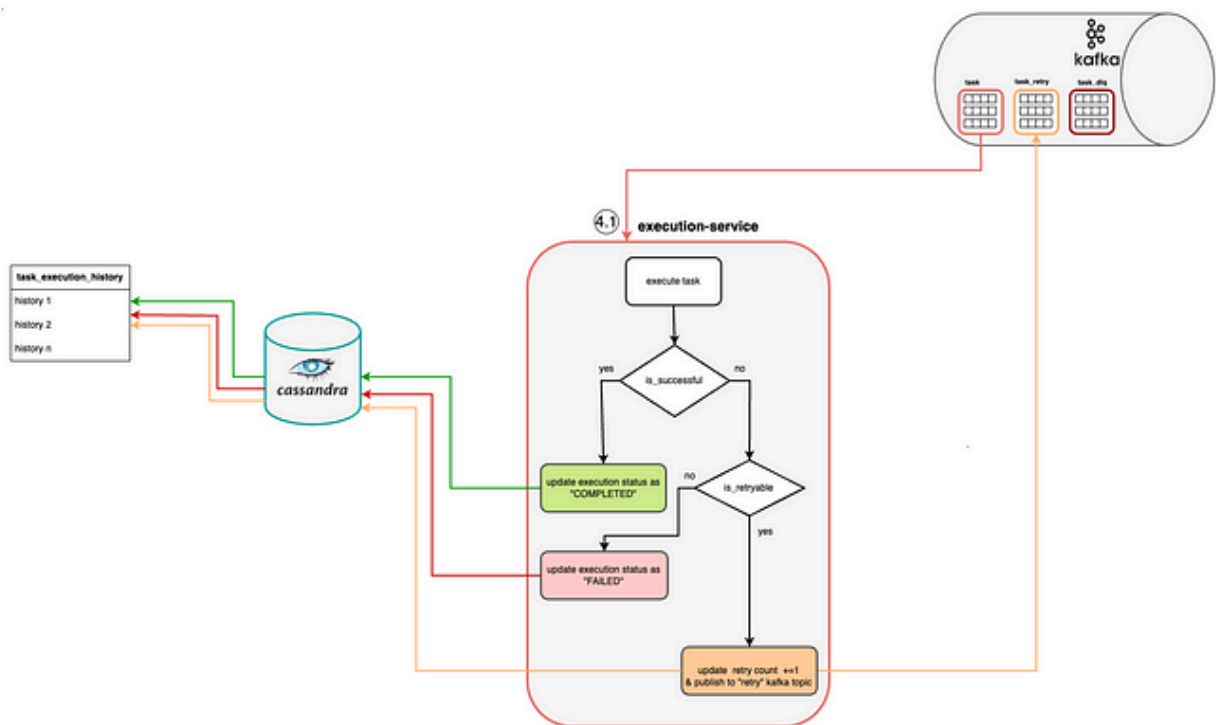 kafka
task
task_retry
task_dlq
4.1
execution-service
execute task
task_execution_history
history 1
history 2
history n
cassandra
yes
is_successful
no
update execution status as
"COMPLETED"
no
is_retryable
yes
update execution status as
"FAILED"
update retry count +=1
& publish to "retry" kafka topic